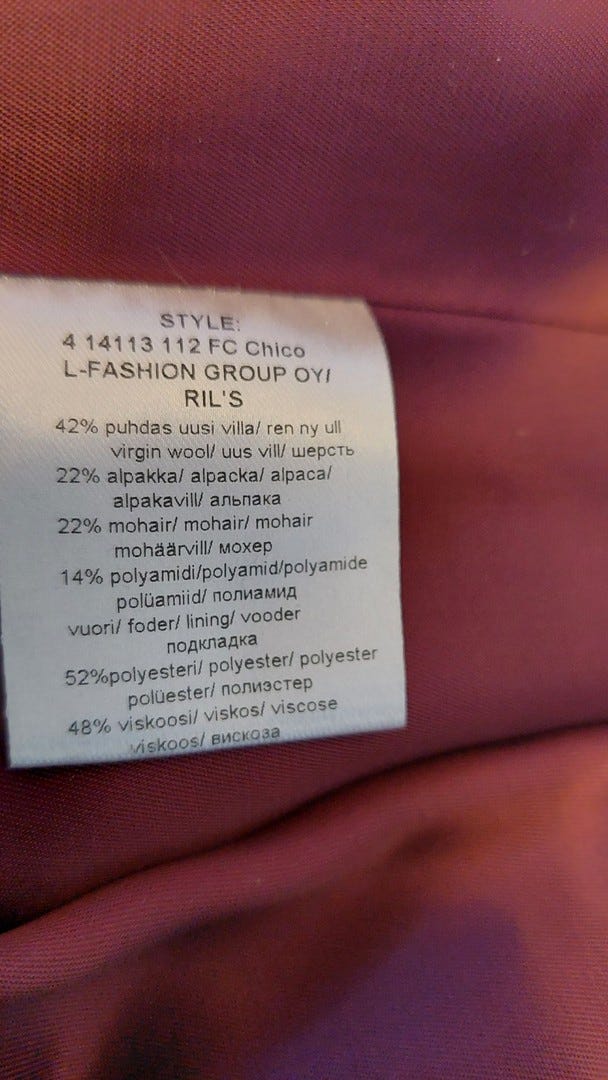 STYLE:
4 14113 112 FC Chico
L-FASHION GROUP OY/
RIL'S
42% puhdas uusi villa/ ren ny ull
virgin wool/ uus vill/ шерсть
22% alpakka/ alpacka/ alpaca/
alpakavill/ альпака
22% mohair/ mohair/ mohair
mohäärvill/ мохер
14% polyamidi/polyamid/polyamide
polüamiid/ полиамид
vuori/ foder/ lining/ vooder
подкладка
52%polyesteri/ polyester/ polyester
polüester/ полиэстер
48% viskoosi/ viskos/ viscose
viskoos/ вискоза